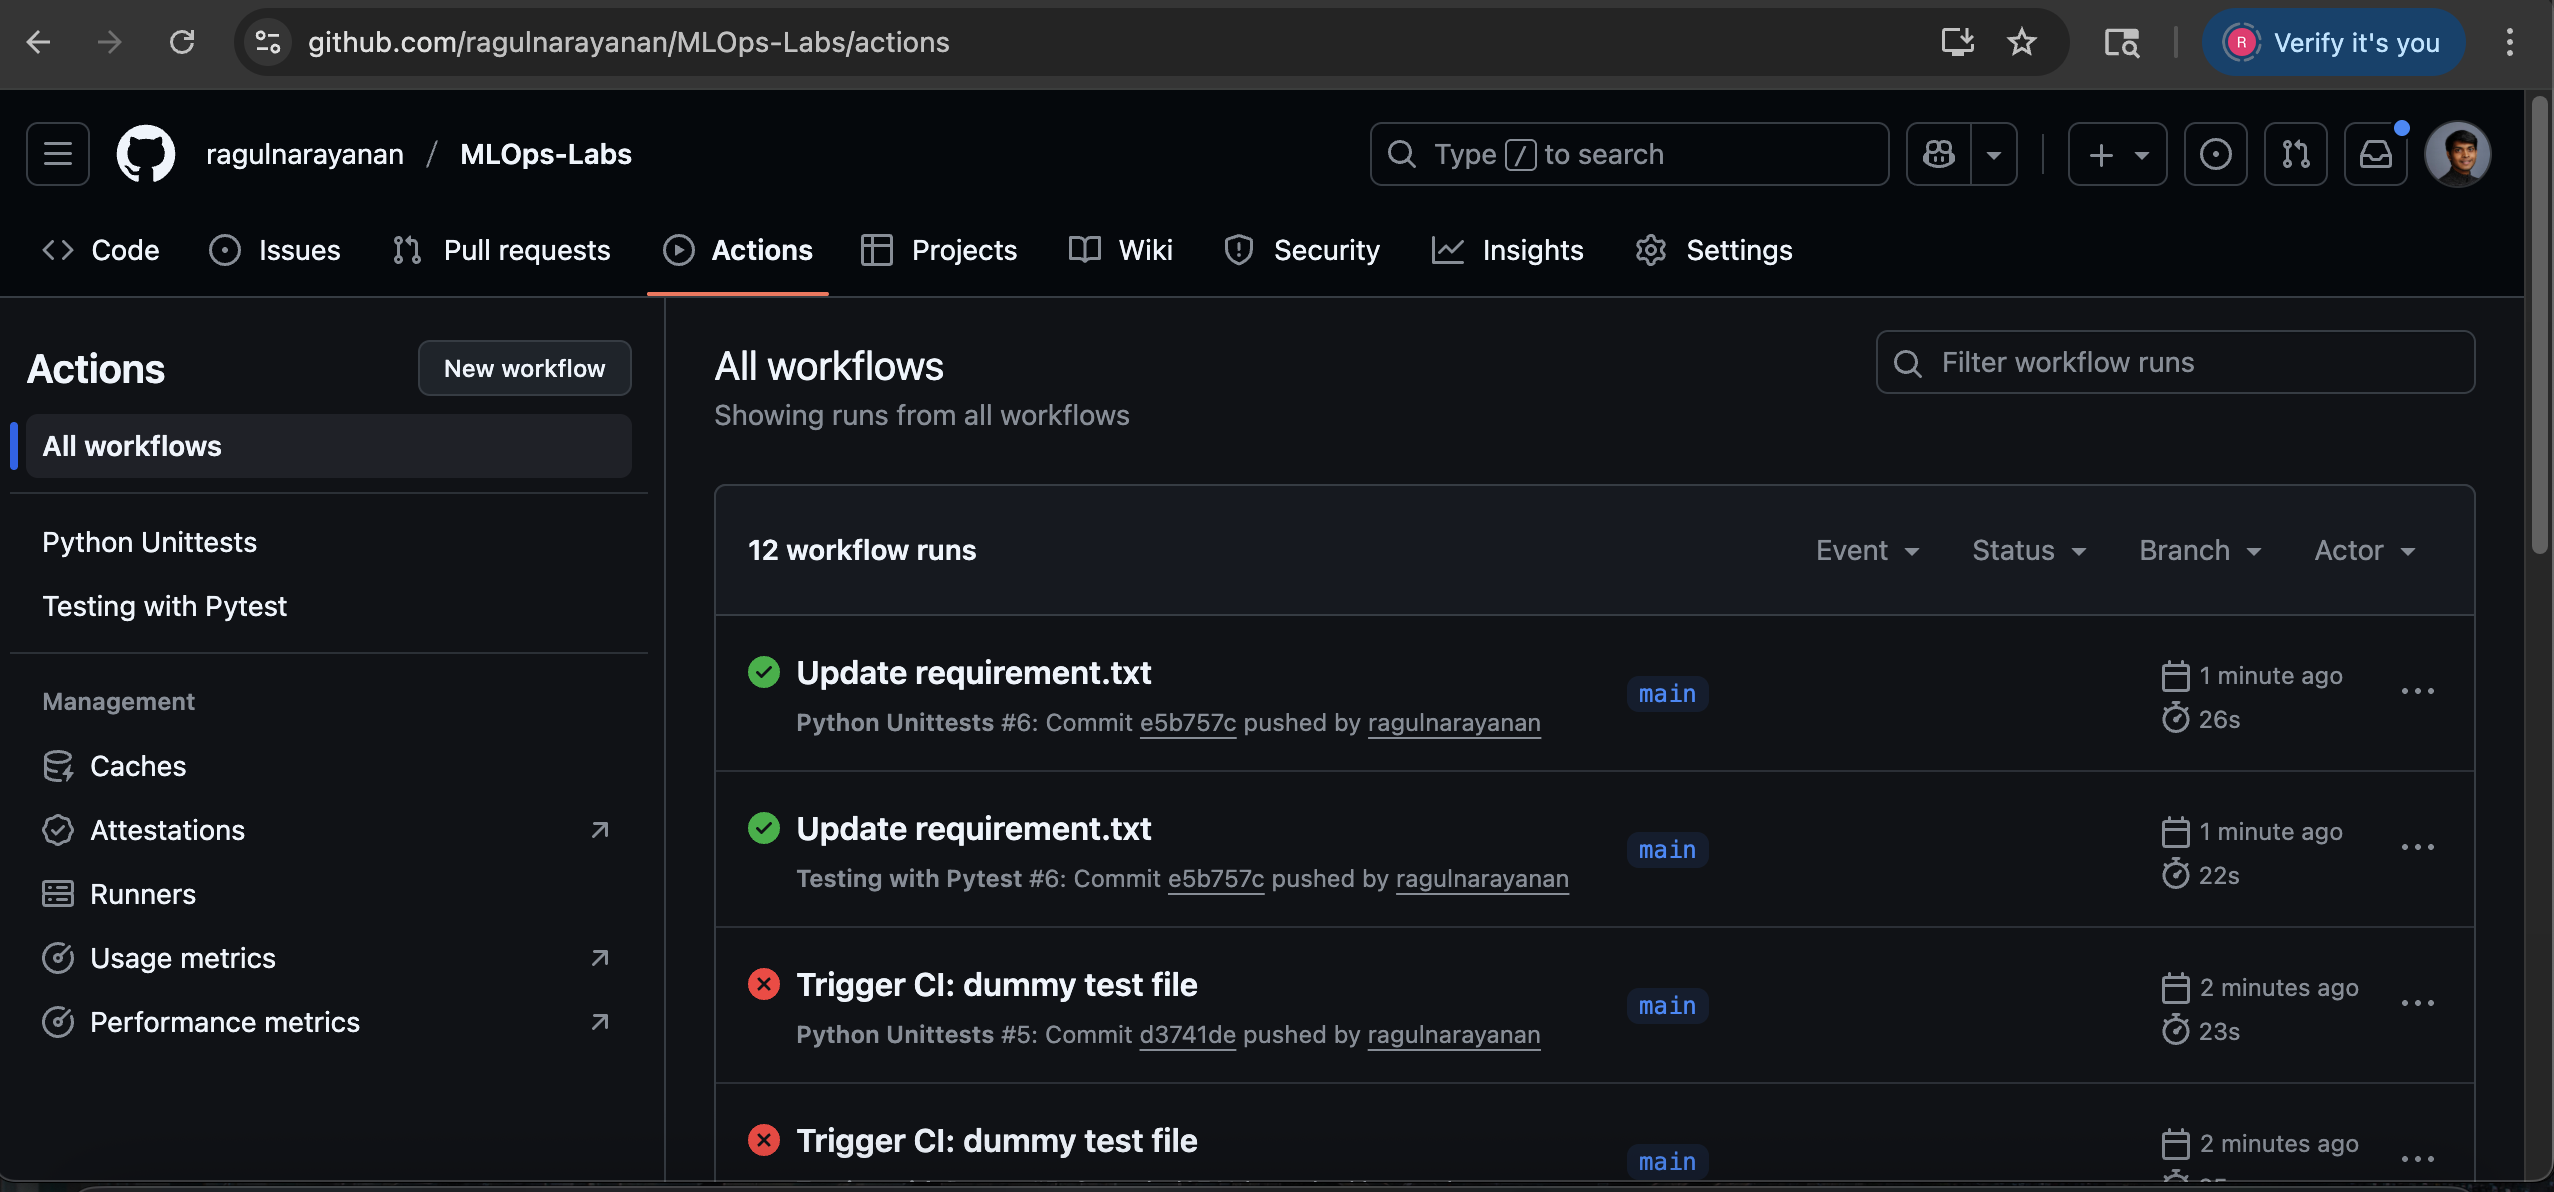 github.com/ragulnarayanan/MLOps-Labs/actions
R Verify it's you
ragulnarayanan / MLOps-Labs
Type / to search
Code Issues Pull requests Actions Projects Wiki Security Insights Settings
Actions
New workflow
All workflows
Python Unittests
Testing with Pytest
Management
Caches
Attestations
Runners
Usage metrics
Performance metrics
All workflows
Showing runs from all workflows
Filter workflow runs
12 workflow runs
Event Status Branch Actor
Update requirement.txt
Python Unittests #6: Commit e5b757c pushed by ragulnarayanan
main
1 minute ago
26s
Update requirement.txt
Testing with Pytest #6: Commit e5b757c pushed by ragulnarayanan
main
1 minute ago
22s
Trigger CI: dummy test file
Python Unittests #5: Commit d3741de pushed by ragulnarayanan
main
2 minutes ago
23s
Trigger CI: dummy test file
main
2 minutes ago